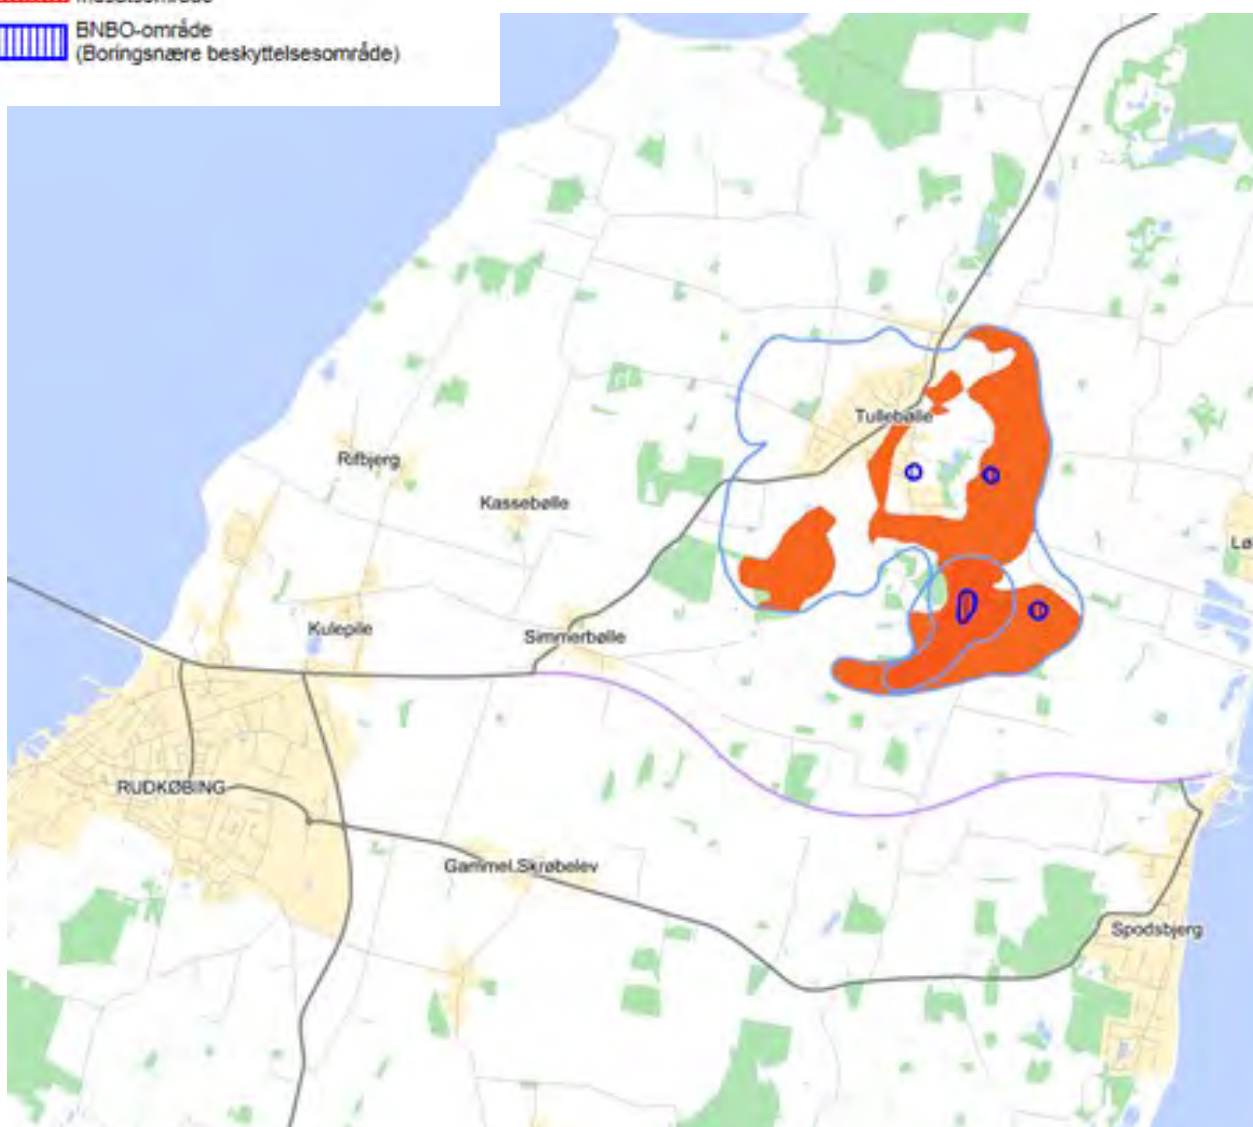 BNBO-område
(Boringsnære beskyttelsesområde)
Tullebølle
Rifbjerg
Kassebølle
Kulepile
Simmerbølle
RUDKØBING
Gammel Skrøbelev
Spodsbjerg